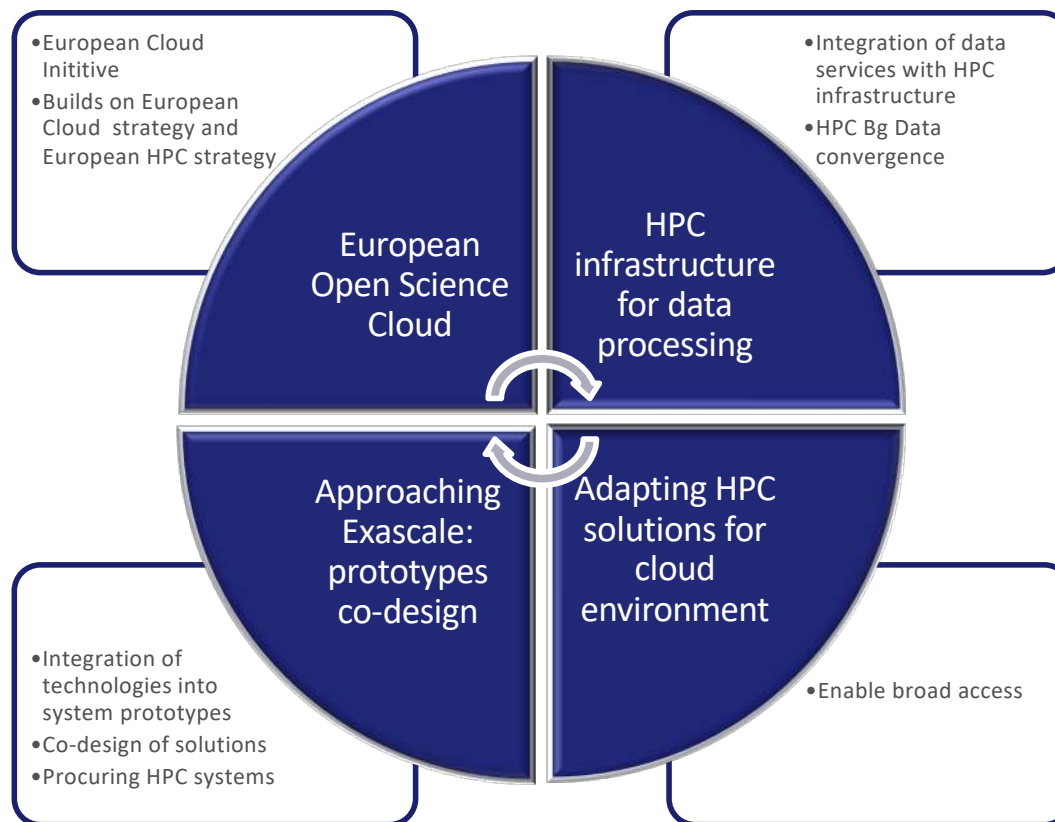 •European Cloud
Inititive
•Builds on European
Cloud strategy and
European HPC strategy
•Integration of data
services with HPC
infrastructure
•HPC Bg Data
convergence
European
Open Science
Cloud
HPC
infrastructure
for data
processing
Approaching
Exascale:
prototypes
co-design
Adapting HPC
solutions for
cloud
environment
•Integration of
technologies into
system prototypes
•Co-design of solutions
•Procuring HPC systems
•Enable broad access